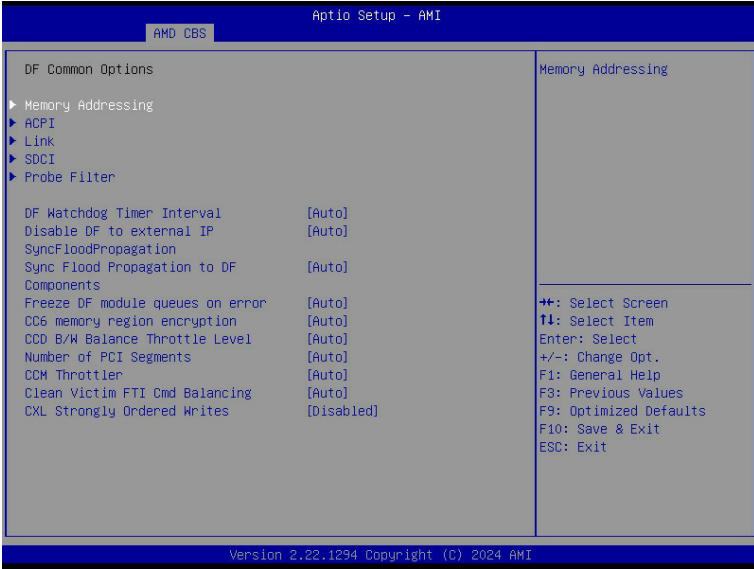 Aptio Setup - AMI
AMD CBS
DF Common Options
Memory Addressing
ACPI
Link
SDCI
Probe Filter
DF Watchdog Timer Interval [Auto]
Disable DF to external IP [Auto]
SyncFloodPropagation
Sync Flood Propagation to DF [Auto]
Components
Freeze DF module queues on error [Auto]
CC6 memory region encryption [Auto]
CCD B/W Balance Throttle Level [Auto]
Number of PCI Segments [Auto]
CCM Throttler [Auto]
Clean Victim FTI Cmd Balancing [Auto]
CXL Strongly Ordered Writes [Disabled]
Memory Addressing
→←: Select Screen
↑↓: Select Item
Enter: Select
+/-: Change Opt.
F1: General Help
F3: Previous Values
F9: Optimized Defaults
F10: Save & Exit
ESC: Exit
Version 2.22.1294 Copyright (C) 2024 AMI